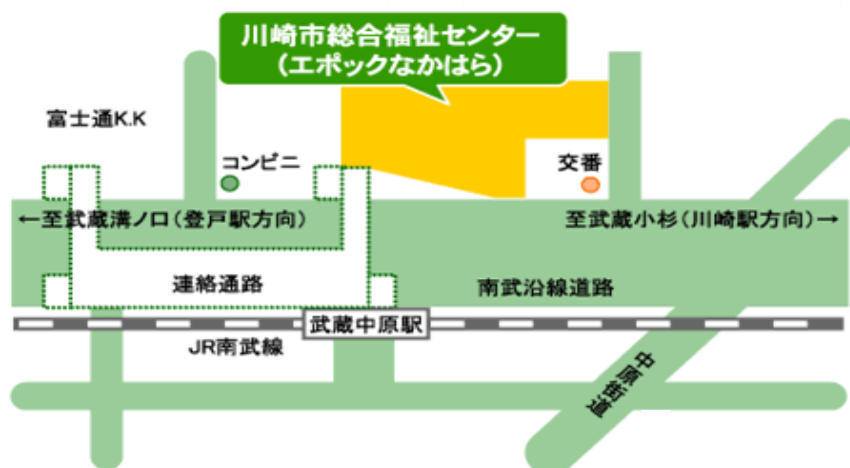 川崎市総合福祉センター
（エポックなかはら）
富士通K.K
コンビニ
交番
←至武蔵溝ノ口（登戸駅方向）
至武蔵小杉（川崎駅方向）→
連絡通路
南武沿線道路
武蔵中原駅
JR南武線
中原街道